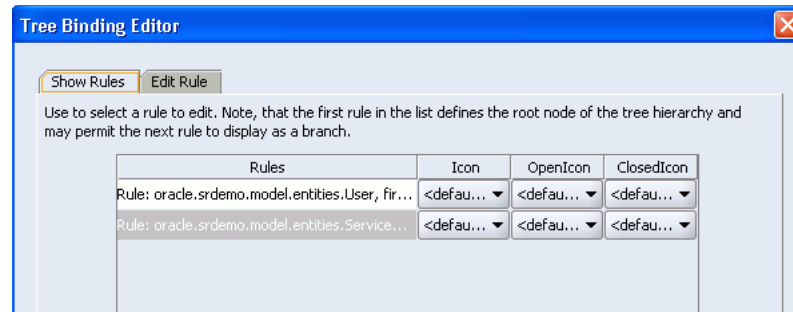 Tree Binding Editor
Show Rules Edit Rule
Use to select a rule to edit. Note, that the first rule in the list defines the root node of the tree hierarchy and
may permit the next rule to display as a branch.
Rules Icon OpenIcon ClosedIcon
Rule: oracle.srdemo.model.entities.User, fir... <defau... <defau... <defau...
Rule: oracle.srdemo.model.entities.Service... <defau... <defau... <defau...